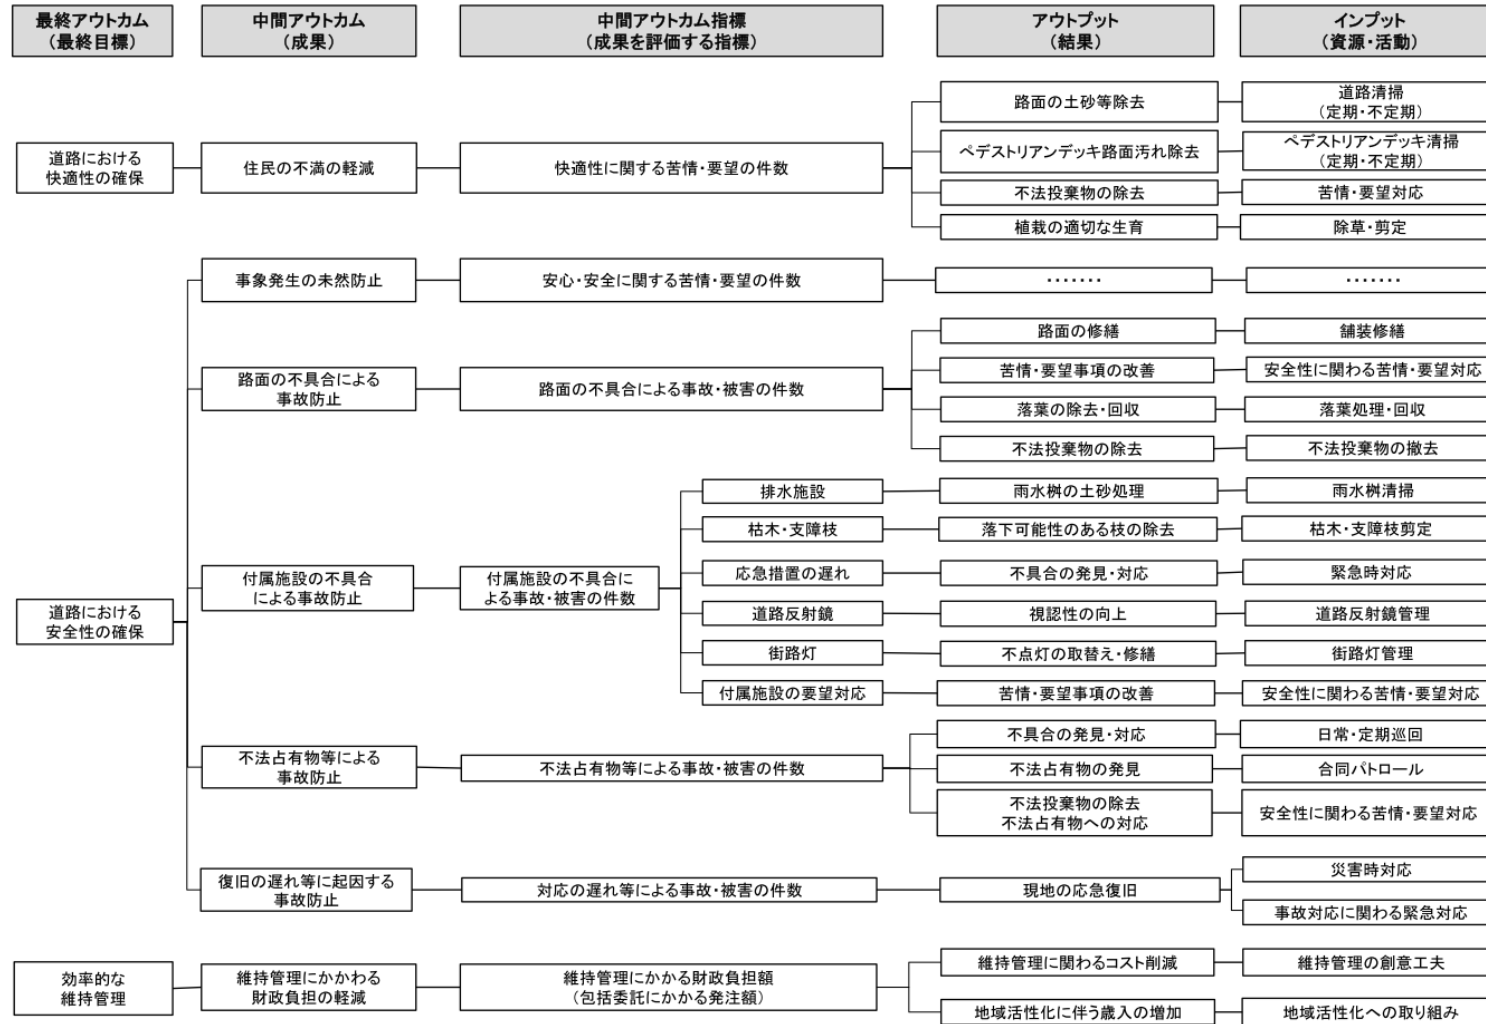 最終アウトカム
(最終目標)
中間アウトカム
(成果)
中間アウトカム指標
(成果を評価する指標)
アウトプット
(結果)
インプット
(資源・活動)
道路における
快適性の確保
住民の不満の軽減
快適性に関する苦情・要望の件数
路面の土砂等除去
道路清掃
(定期・不定期)
ペデストリアンデッキ路面汚れ除去
ペデストリアンデッキ清掃
(定期・不定期)
不法投棄物の除去
苦情・要望対応
植栽の適切な生育
除草・剪定
道路における
安全性の確保
事象発生の未然防止
安心・安全に関する苦情・要望の件数
・・・・・・・
・・・・・・・
路面の不具合による
事故防止
路面の不具合による事故・被害の件数
路面の修繕
舗装修繕
苦情・要望事項の改善
安全性に関わる苦情・要望対応
落葉の除去・回収
落葉処理・回収
不法投棄物の除去
不法投棄物の撤去
付属施設の不具合
による事故防止
付属施設の不具合に
よる事故・被害の件数
排水施設
雨水桝の土砂処理
雨水桝清掃
枯木・支障枝
落下可能性のある枝の除去
枯木・支障枝剪定
応急措置の遅れ
不具合の発見・対応
緊急時対応
道路反射鏡
視認性の向上
道路反射鏡管理
街路灯
不点灯の取替え・修繕
街路灯管理
付属施設の要望対応
苦情・要望事項の改善
安全性に関わる苦情・要望対応
不法占有物等による
事故防止
不法占有物等による事故・被害の件数
不具合の発見・対応
日常・定期巡回
不法占有物の発見
合同パトロール
不法投棄物の除去
不法占有物への対応
安全性に関わる苦情・要望対応
復旧の遅れ等に起因する
事故防止
対応の遅れ等による事故・被害の件数
現地の応急復旧
災害時対応
事故対応に関わる緊急対応
効率的な
維持管理
維持管理にかかわる
財政負担の軽減
維持管理にかかる財政負担額
(包括委託にかかる発注額)
維持管理に関わるコスト削減
維持管理の創意工夫
地域活性化に伴う歳入の増加
地域活性化への取り組み